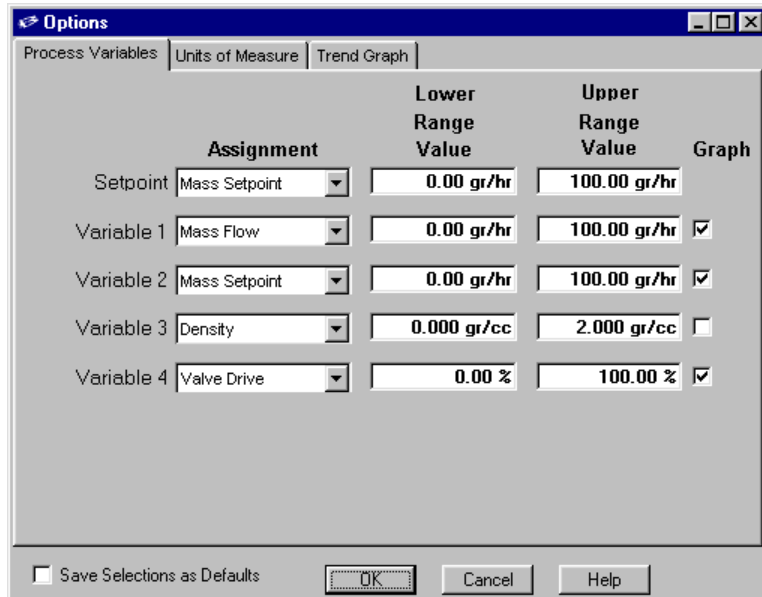 Options
Process Variables Units of Measure Trend Graph
Lower Upper
Range Range
Assignment Value Value Graph
Setpoint Mass Setpoint 0.00 gr/hr 100.00 gr/hr
Variable 1 Mass Flow 0.00 gr/hr 100.00 gr/hr
Variable 2 Mass Setpoint 0.00 gr/hr 100.00 gr/hr
Variable 3 Density 0.000 gr/cc 2.000 gr/cc
Variable 4 Valve Drive 0.00 % 100.00 %
Save Selections as Defaults OK Cancel Help